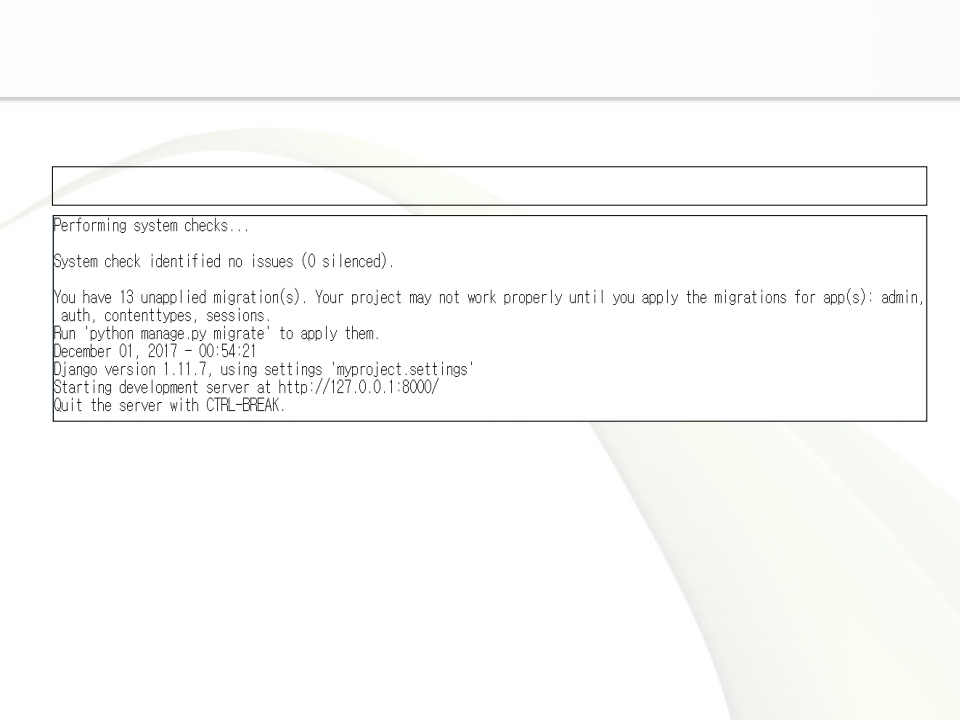 Performing system checks...
System check identified no issues (0 silenced).
You have 13 unapplied migration(s). Your project may not work properly until you apply the migrations for app(s): admin,
auth, contenttypes, sessions.
Run 'python manage.py migrate' to apply them.
December 01, 2017 - 00:54:21
Django version 1.11.7, using settings 'myproject.settings'
Starting development server at http://127.0.0.1:8000/
Quit the server with CTRL-BREAK.